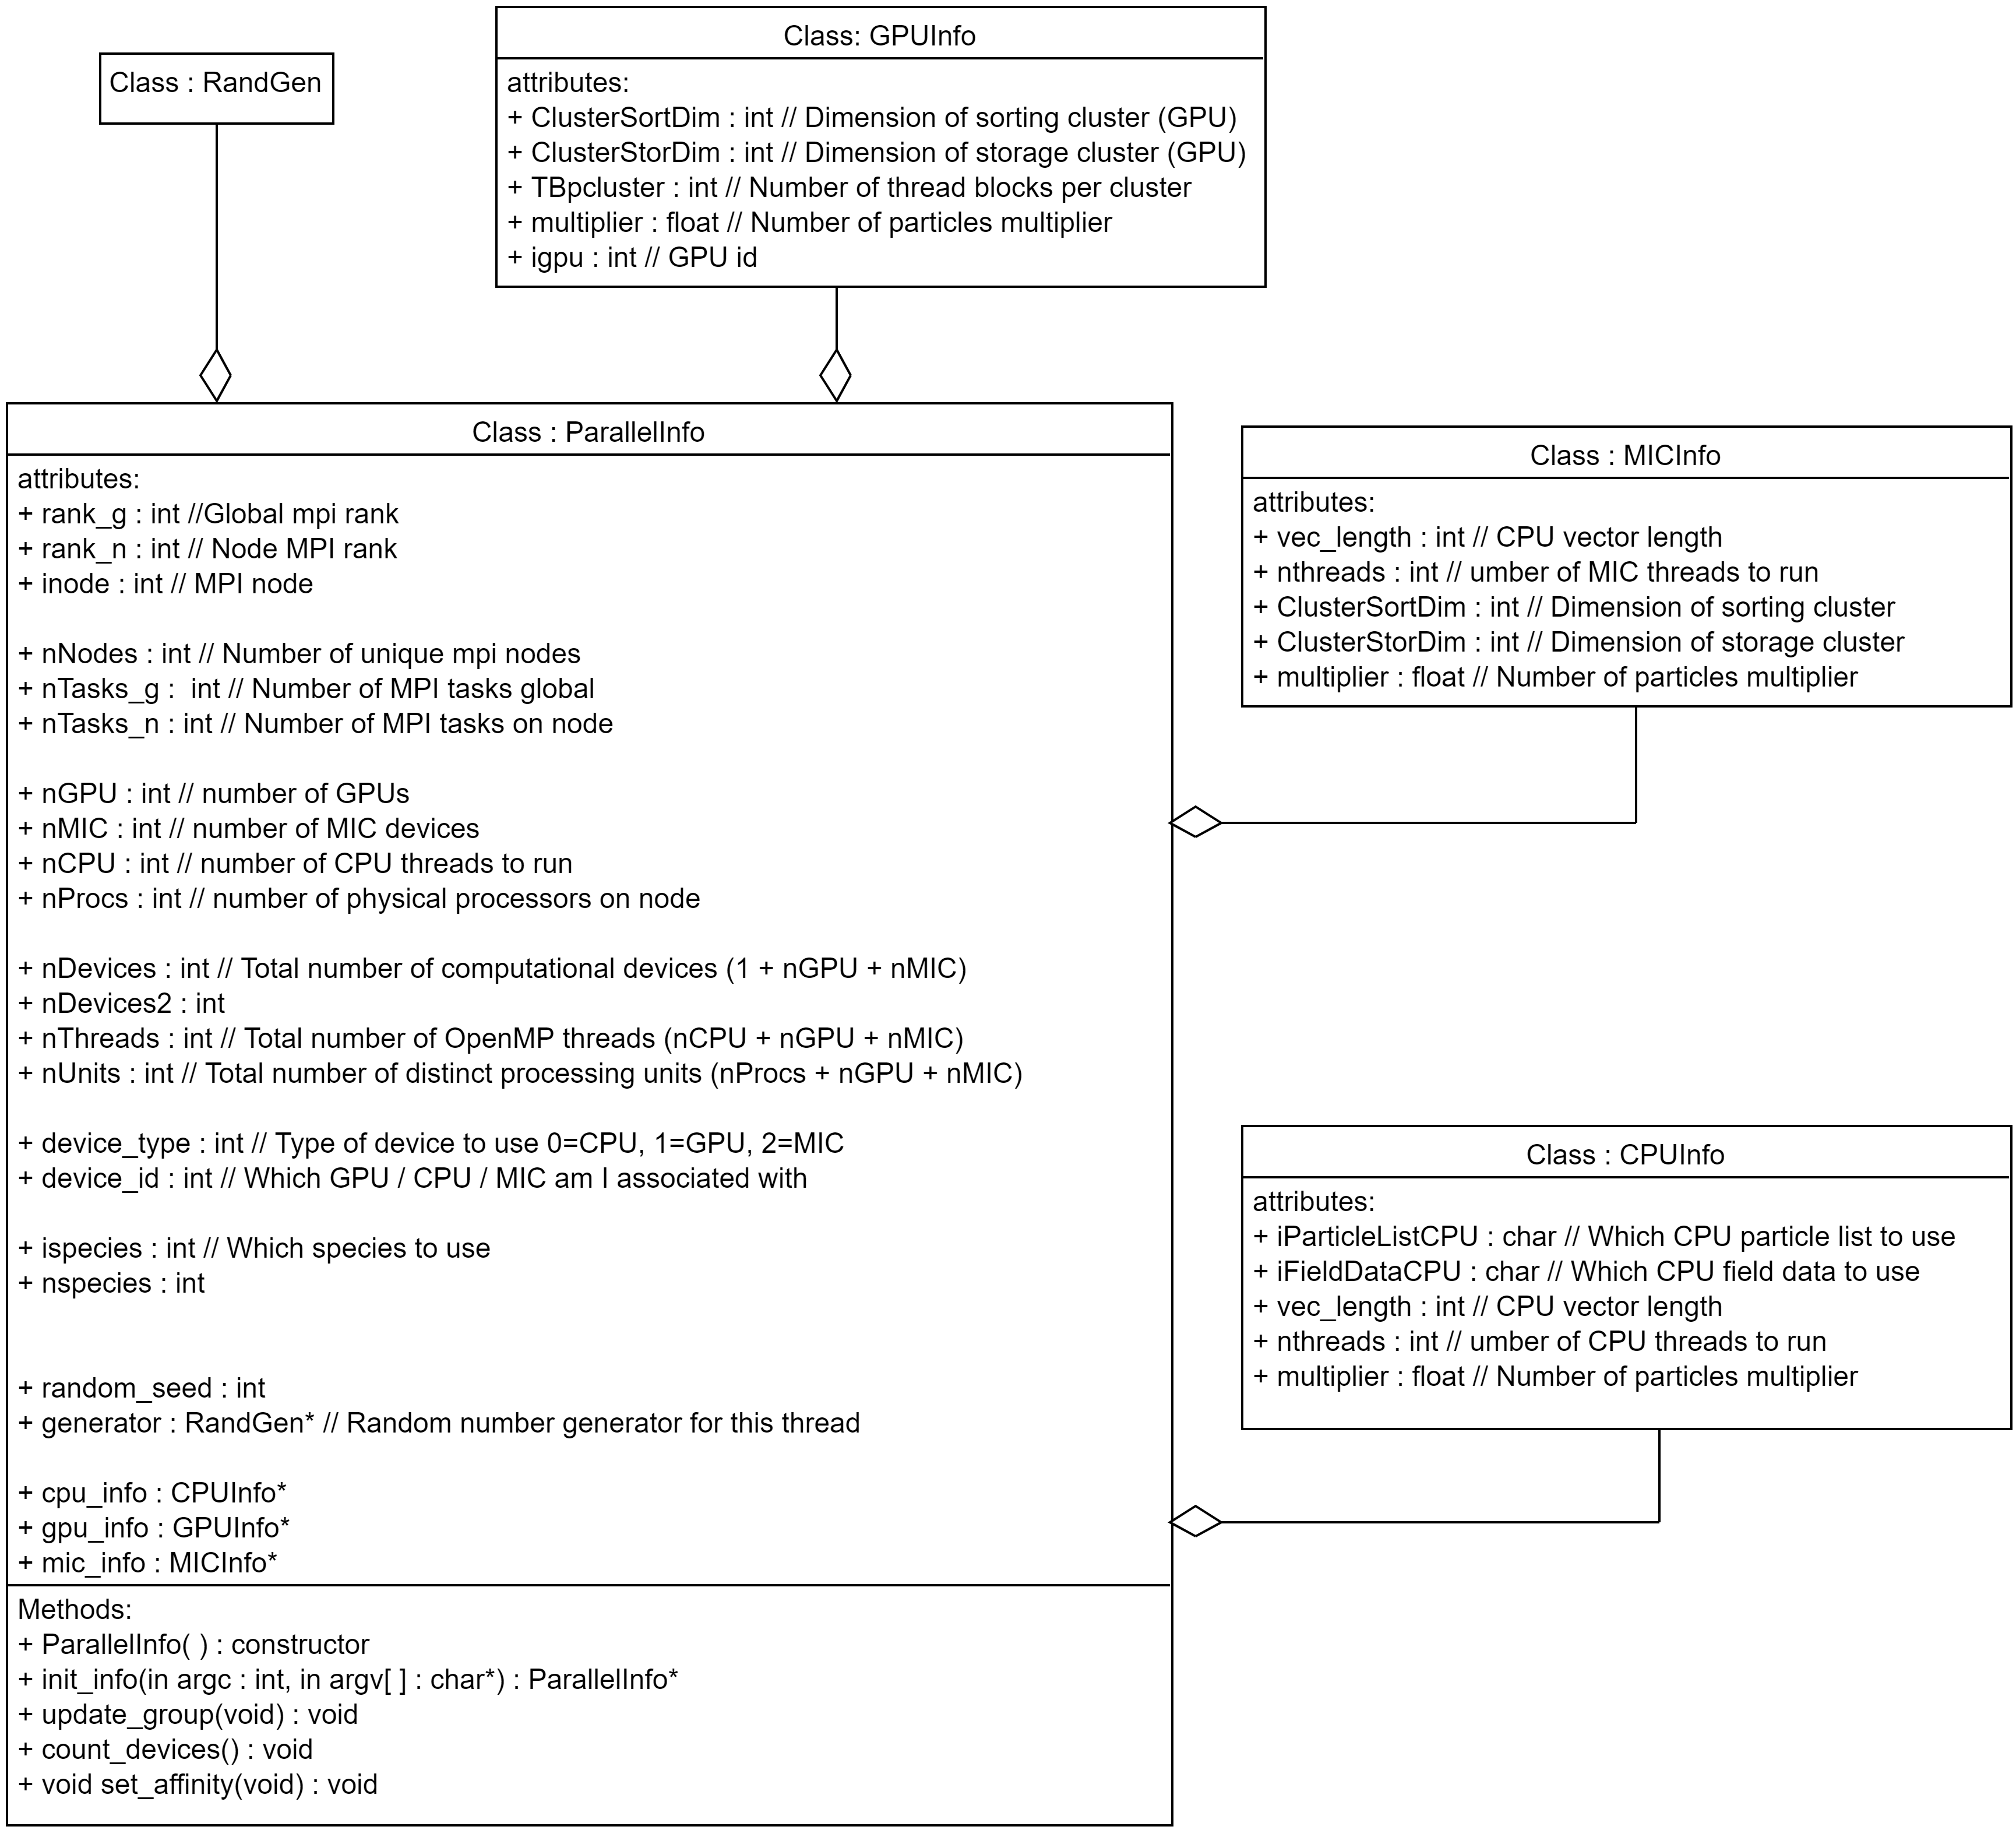 Class : RandGen
Class: GPUInfo
attributes:
+ ClusterSortDim : int // Dimension of sorting cluster (GPU)
+ ClusterStorDim : int // Dimension of storage cluster (GPU)
+ TBpcluster : int // Number of thread blocks per cluster
+ multiplier : float // Number of particles multiplier
+ igpu : int // GPU id
Class : ParallelInfo
attributes:
+ rank_g : int //Global mpi rank
+ rank_n : int // Node MPI rank
+ inode : int // MPI node
+ nNodes : int // Number of unique mpi nodes
+ nTasks_g :  int // Number of MPI tasks global
+ nTasks_n : int // Number of MPI tasks on node
+ nGPU : int // number of GPUs
+ nMIC : int // number of MIC devices
+ nCPU : int // number of CPU threads to run
+ nProcs : int // number of physical processors on node
+ nDevices : int // Total number of computational devices (1 + nGPU + nMIC)
+ nDevices2 : int
+ nThreads : int // Total number of OpenMP threads (nCPU + nGPU + nMIC)
+ nUnits : int // Total number of distinct processing units (nProcs + nGPU + nMIC)
+ device_type : int // Type of device to use 0=CPU, 1=GPU, 2=MIC
+ device_id : int // Which GPU / CPU / MIC am I associated with
+ ispecies : int // Which species to use
+ nspecies : int
+ random_seed : int
+ generator : RandGen* // Random number generator for this thread
+ cpu_info : CPUInfo*
+ gpu_info : GPUInfo*
+ mic_info : MICInfo*
Methods:
+ ParallelInfo( ) : constructor
+ init_info(in argc : int, in argv[ ] : char*) : ParallelInfo*
+ update_group(void) : void
+ count_devices() : void
+ void set_affinity(void) : void
Class : MICInfo
attributes:
+ vec_length : int // CPU vector length
+ nthreads : int // umber of MIC threads to run
+ ClusterSortDim : int // Dimension of sorting cluster
+ ClusterStorDim : int // Dimension of storage cluster
+ multiplier : float // Number of particles multiplier
Class : CPUInfo
attributes:
+ iParticleListCPU : char // Which CPU particle list to use
+ iFieldDataCPU : char // Which CPU field data to use
+ vec_length : int // CPU vector length
+ nthreads : int // umber of CPU threads to run
+ multiplier : float // Number of particles multiplier